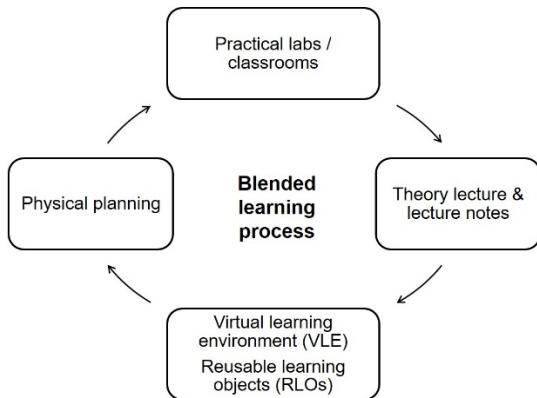 Practical labs /
classrooms
Physical planning
Blended
learning
process
Theory lecture &
lecture notes
Virtual learning
environment (VLE)
Reusable learning
objects (RLOs)